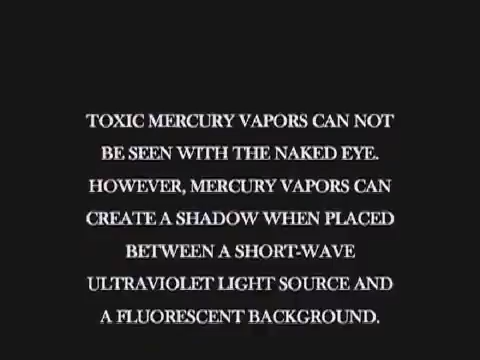 TOXIC MERCURY VAPORS CAN NOT
BE SEEN WITH THE NAKED EYE.
HOWEVER, MERCURY VAPORS CAN
CREATE A SHADOW WHEN PLACED
BETWEEN A SHORT-WAVE
ULTRAVIOLET LIGHT SOURCE AND
A FLUORESCENT BACKGROUND.